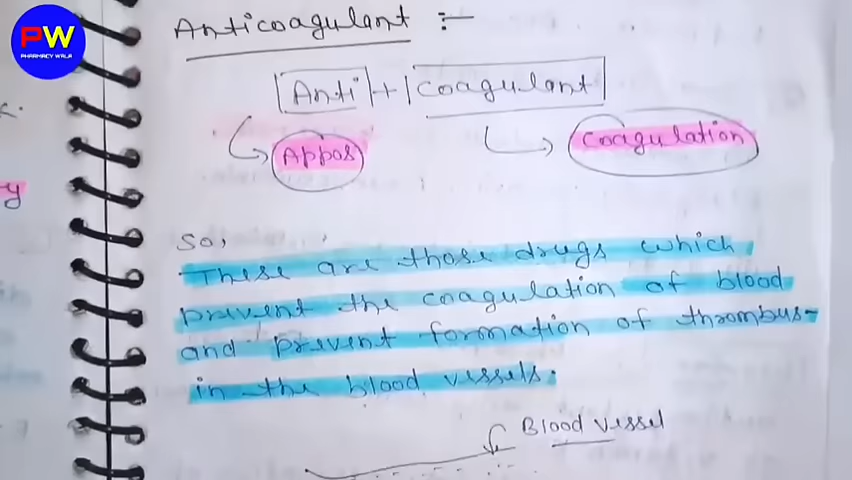 PW
PHARMACY WALA
Anticoagulant :-
Anti + Coagulant
Appos
Coagulation
y
So,
These are those drugs which
prevent the coagulation of blood
and prevent formation of thrombus-
in the blood vessels.
Blood vessel